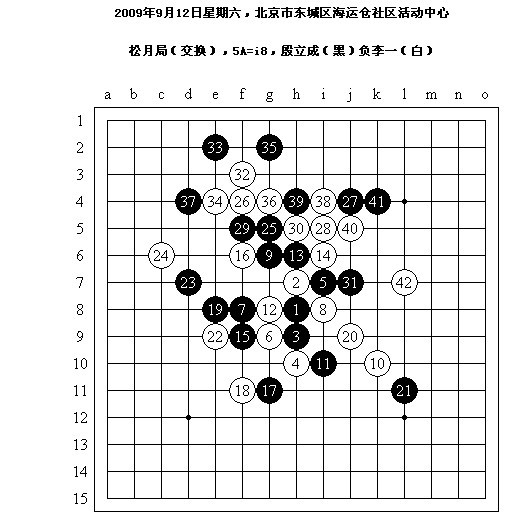 2009年9月12日星期六，北京市东城区海运仓社区活动中心
松月局（交换），5A=i8，殷立成（黑）负李一（白）
a b c d e f g h i j k l m n o
1
2 33 35
3 32
4 37 34 26 36 39 38 27 41
5 29 25 30 28 40
6 24 16 9 13 14
7 23 2 5 31 42
8 19 7 12 1 8
9 22 15 6 3 20
10 4 11 10
11 18 17 21
12
13
14
15